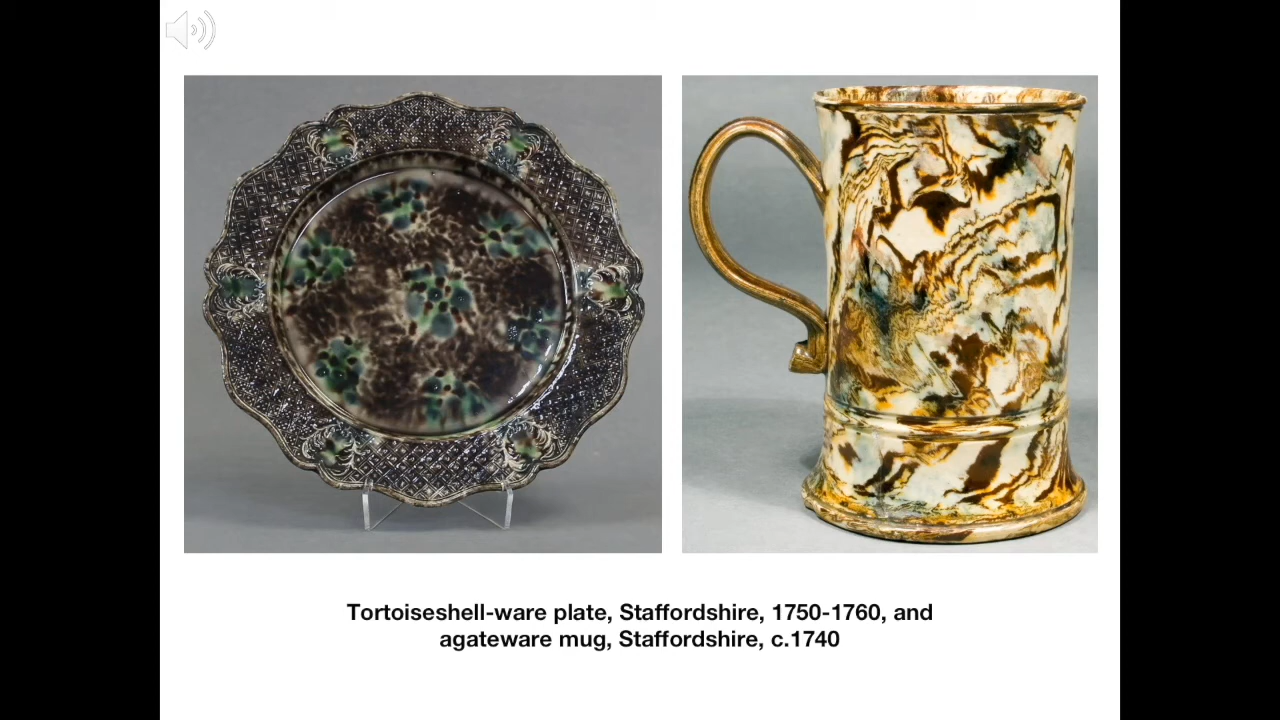 Tortoiseshell-ware plate, Staffordshire, 1750-1760, and
agateware mug, Staffordshire, c.1740